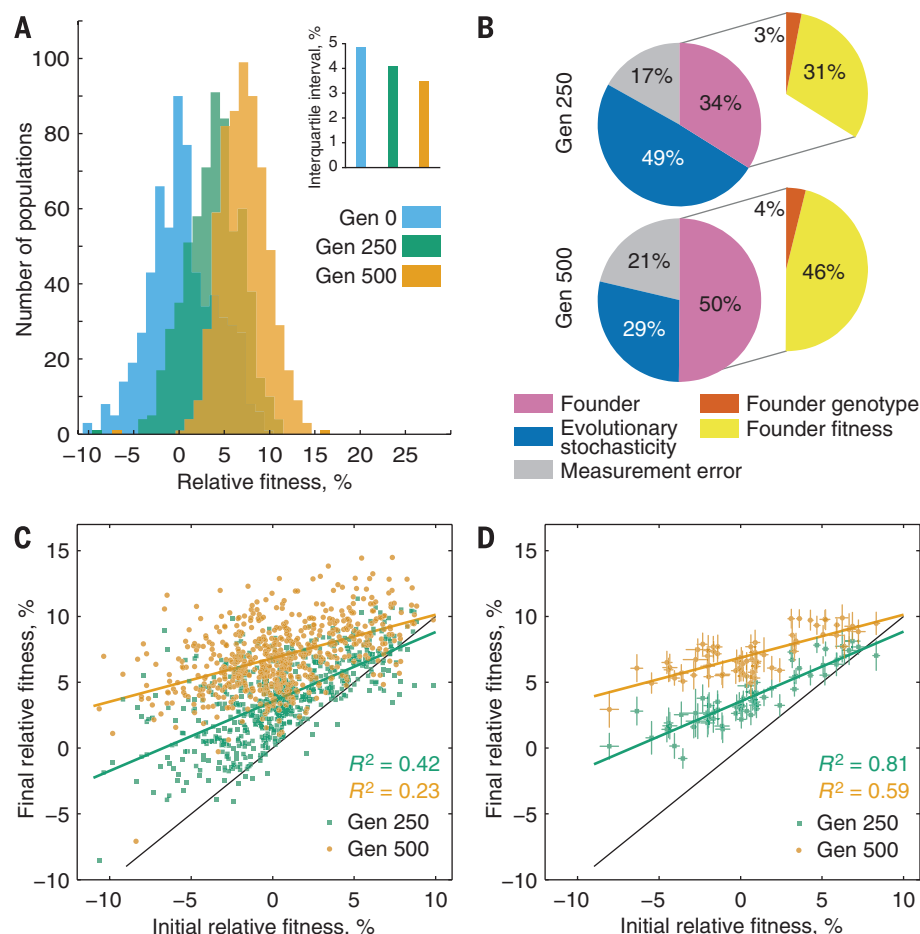 A
Number of populations
100
80
60
40
20
0
−10 −5 0 5 10 15 20 25
Relative fitness, %
Interquartile interval, %
5
4
3
2
1
0
Gen 0
Gen 250
Gen 500
B
Gen 250
17%
34%
49%
3%
31%
Gen 500
21%
50%
29%
4%
46%
Founder
Evolutionary
stochasticity
Measurement error
Founder genotype
Founder fitness
C
Final relative fitness, %
15
10
5
0
−5
−10
R² = 0.42
R² = 0.23
Gen 250
Gen 500
−10 −5 0 5 10
Initial relative fitness, %
D
Final relative fitness, %
15
10
5
0
−5
−10
R² = 0.81
R² = 0.59
Gen 250
Gen 500
−10 −5 0 5 10
Initial relative fitness, %